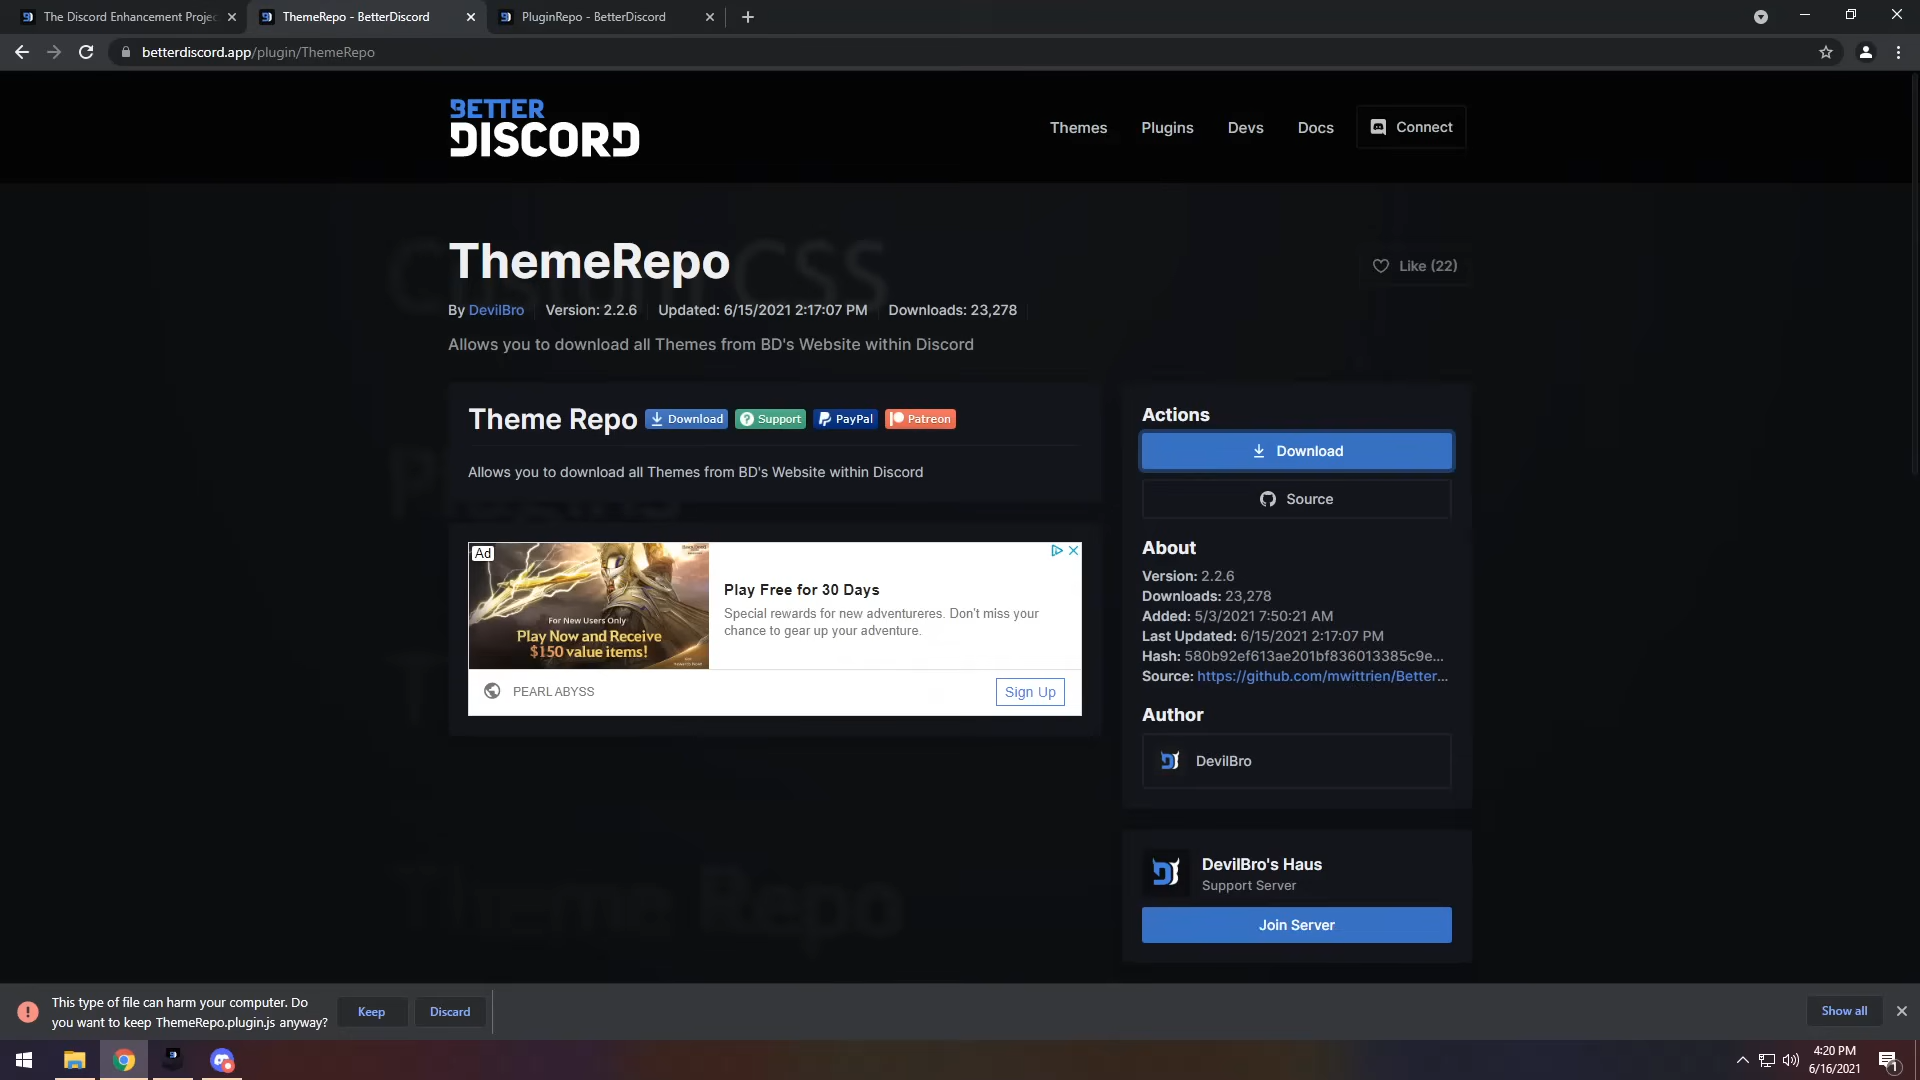 The Discord Enhancement Projec
ThemeRepo - BetterDiscord
PluginRepo - BetterDiscord
betterdiscord.app/plugin/ThemeRepo
BETTER
DISCORD
Themes
Plugins
Devs
Docs
Connect
Custom CSS
ThemeRepo
Like (22)
By DevilBro
Version: 2.2.6
Updated: 6/15/2021 2:17:07 PM
Downloads: 23,278
Allows you to download all Themes from BD's Website within Discord
Theme Repo
Download
Support
PayPal
Patreon
Allows you to download all Themes from BD's Website within Discord
Ad
For New Users Only
Play Now and Receive
$150 value items!
Play Free for 30 Days
Special rewards for new adventureres. Don't miss your
chance to gear up your adventure.
PEARL ABYSS
Sign Up
Actions
Download
Source
About
Version: 2.2.6
Downloads: 23,278
Added: 5/3/2021 7:50:21 AM
Last Updated: 6/15/2021 2:17:07 PM
Hash: 580b92ef613ae201bf836013385c9e...
Source: https://github.com/mwittrien/Better...
Author
DevilBro
DevilBro's Haus
Support Server
Join Server
Theme Repo
This type of file can harm your computer. Do
you want to keep ThemeRepo.plugin.js anyway?
Keep
Discard
Show all
4:20 PM
6/16/2021
1